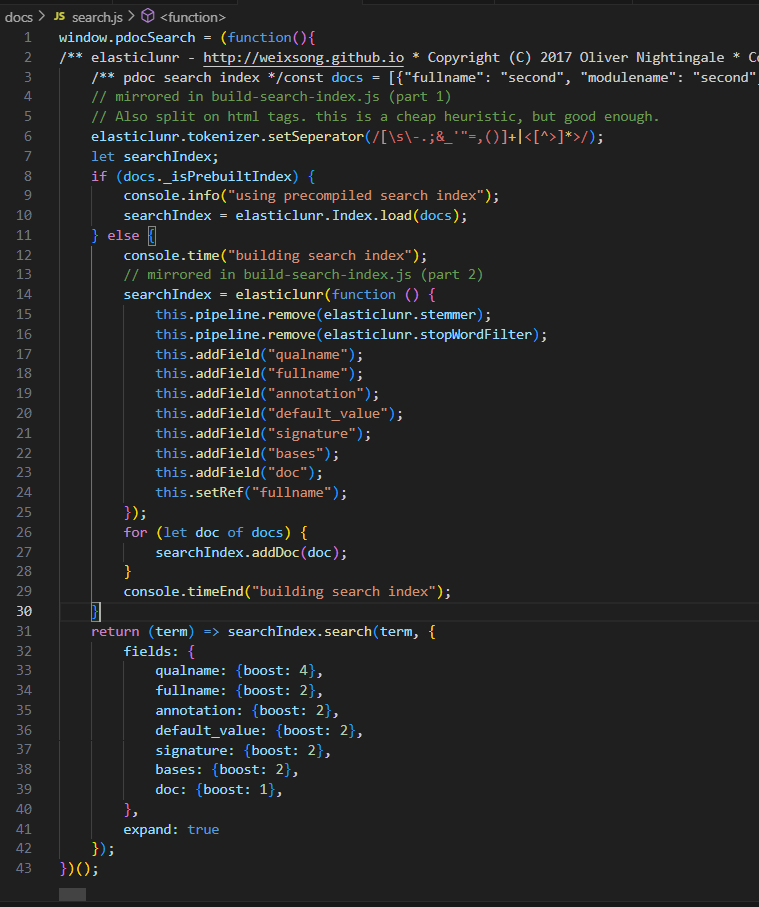 docs > JS search.js > <function>
1 window.pdocSearch = (function(){
2 /** elasticlunr - http://weixsong.github.io * Copyright (C) 2017 Oliver Nightingale * Co
3     /** pdoc search index */const docs = [{"fullname": "second", "modulename": "second",
4     // mirrored in build-search-index.js (part 1)
5     // Also split on html tags. this is a cheap heuristic, but good enough.
6     elasticlunr.tokenizer.setSeperator(/[\s\-.;&_'"=,()]+|<[^>]*>/);
7     let searchIndex;
8     if (docs._isPrebuiltIndex) {
9         console.info("using precompiled search index");
10         searchIndex = elasticlunr.Index.load(docs);
11     } else {
12         console.time("building search index");
13         // mirrored in build-search-index.js (part 2)
14         searchIndex = elasticlunr(function () {
15             this.pipeline.remove(elasticlunr.stemmer);
16             this.pipeline.remove(elasticlunr.stopWordFilter);
17             this.addField("qualname");
18             this.addField("fullname");
19             this.addField("annotation");
20             this.addField("default_value");
21             this.addField("signature");
22             this.addField("bases");
23             this.addField("doc");
24             this.setRef("fullname");
25         });
26         for (let doc of docs) {
27             searchIndex.addDoc(doc);
28         }
29         console.timeEnd("building search index");
30     }
31     return (term) => searchIndex.search(term, {
32         fields: {
33             qualname: {boost: 4},
34             fullname: {boost: 2},
35             annotation: {boost: 2},
36             default_value: {boost: 2},
37             signature: {boost: 2},
38             bases: {boost: 2},
39             doc: {boost: 1},
40         },
41         expand: true
42     });
43 })();